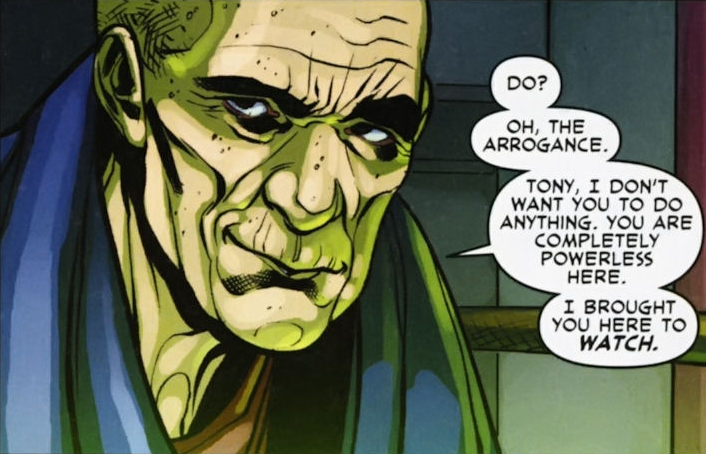 DO?
OH, THE
ARROGANCE.
TONY, I DON'T
WANT YOU TO DO
ANYTHING. YOU ARE
COMPLETELY
POWERLESS
HERE.
I BROUGHT
YOU HERE TO
WATCH.